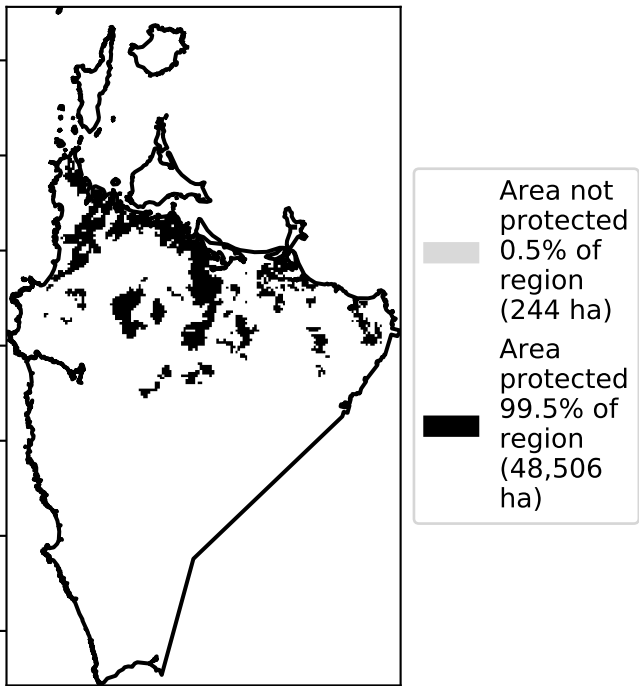 Area not
protected
0.5% of
region
(244 ha)
Area
protected
99.5% of
region
(48,506
ha)